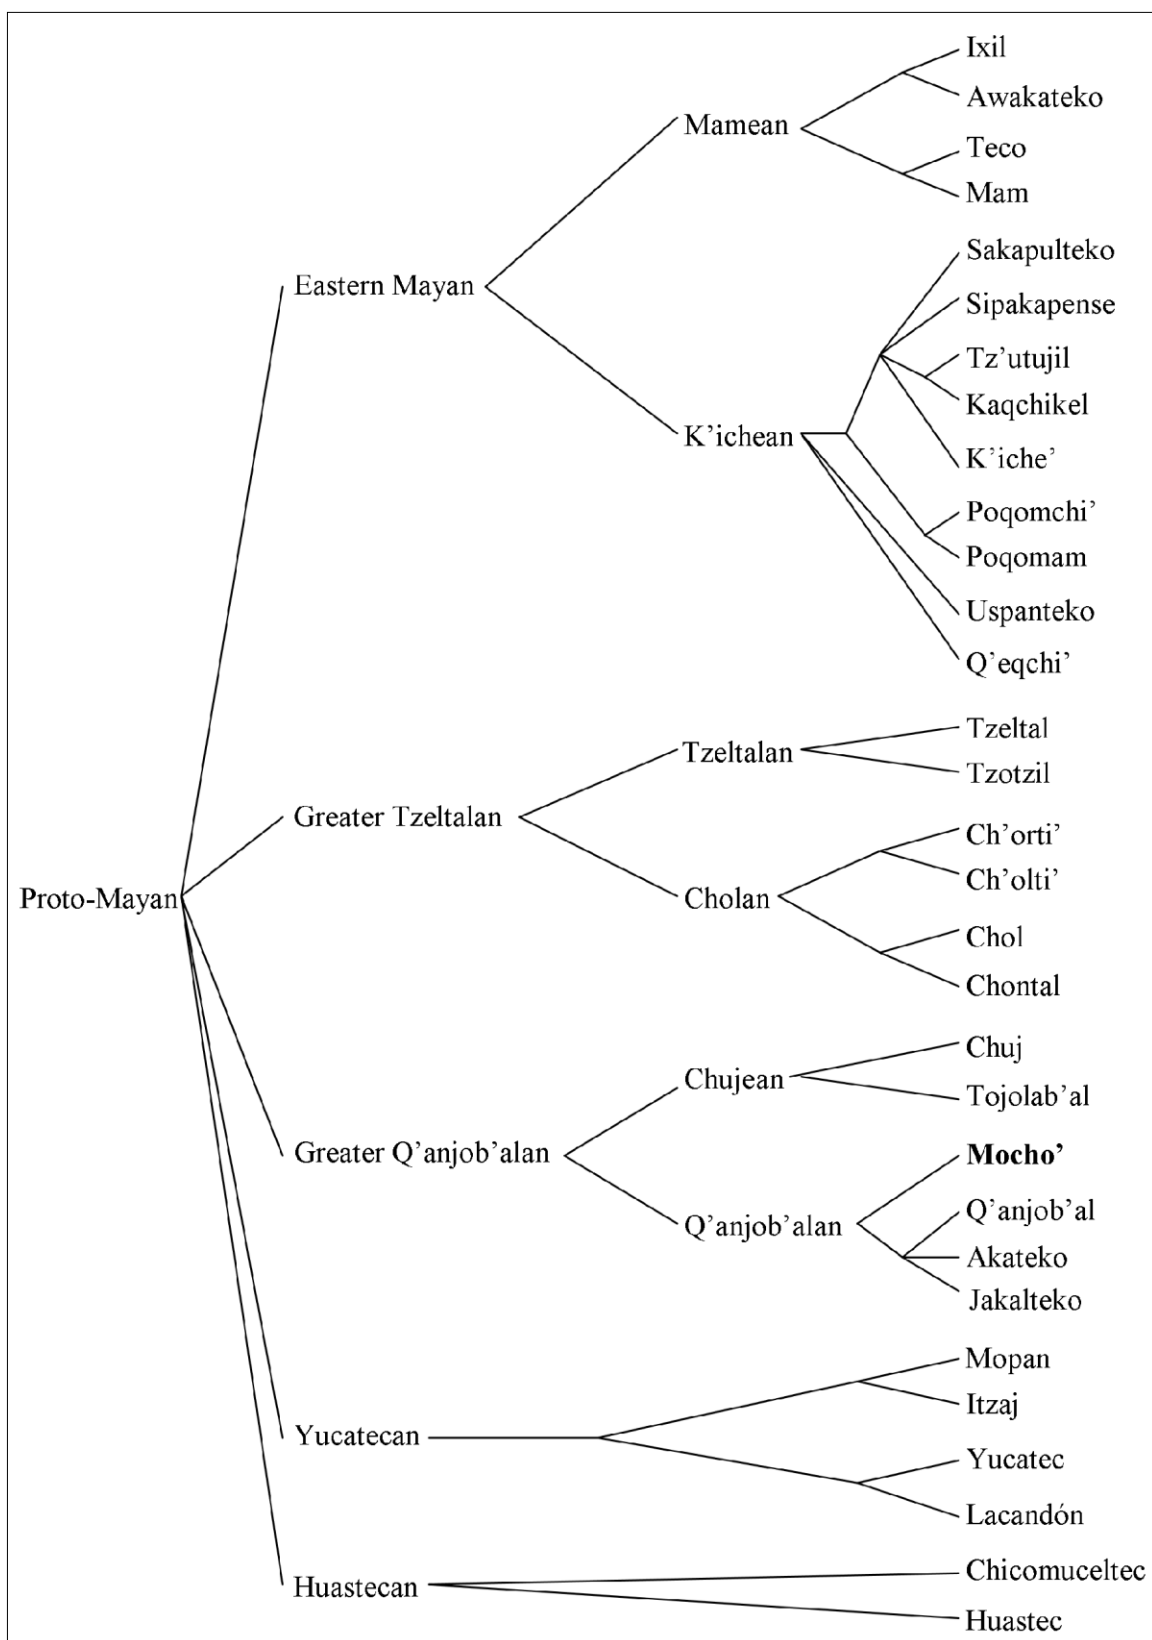 Ixil
Awakateko
Mamean
Teco
Mam
Sakapulteko
Eastern Mayan
Sipakapense
Tz’utujil
Kaqchikel
K’ichean
K’iche’
Poqomchi’
Poqomam
Uspanteko
Q’eqchi’
Tzeltal
Tzeltalan
Tzotzil
Greater Tzeltalan
Ch’orti’
Ch’olti’
Proto-Mayan
Cholan
Chol
Chontal
Chuj
Chujean
Tojolab’al
Greater Q’anjob’alan
Mocho’
Q’anjob’al
Q’anjob’alan
Akateko
Jakalteko
Mopan
Itzaj
Yucatecan
Yucatec
Lacandón
Chicomuceltec
Huastecan
Huastec